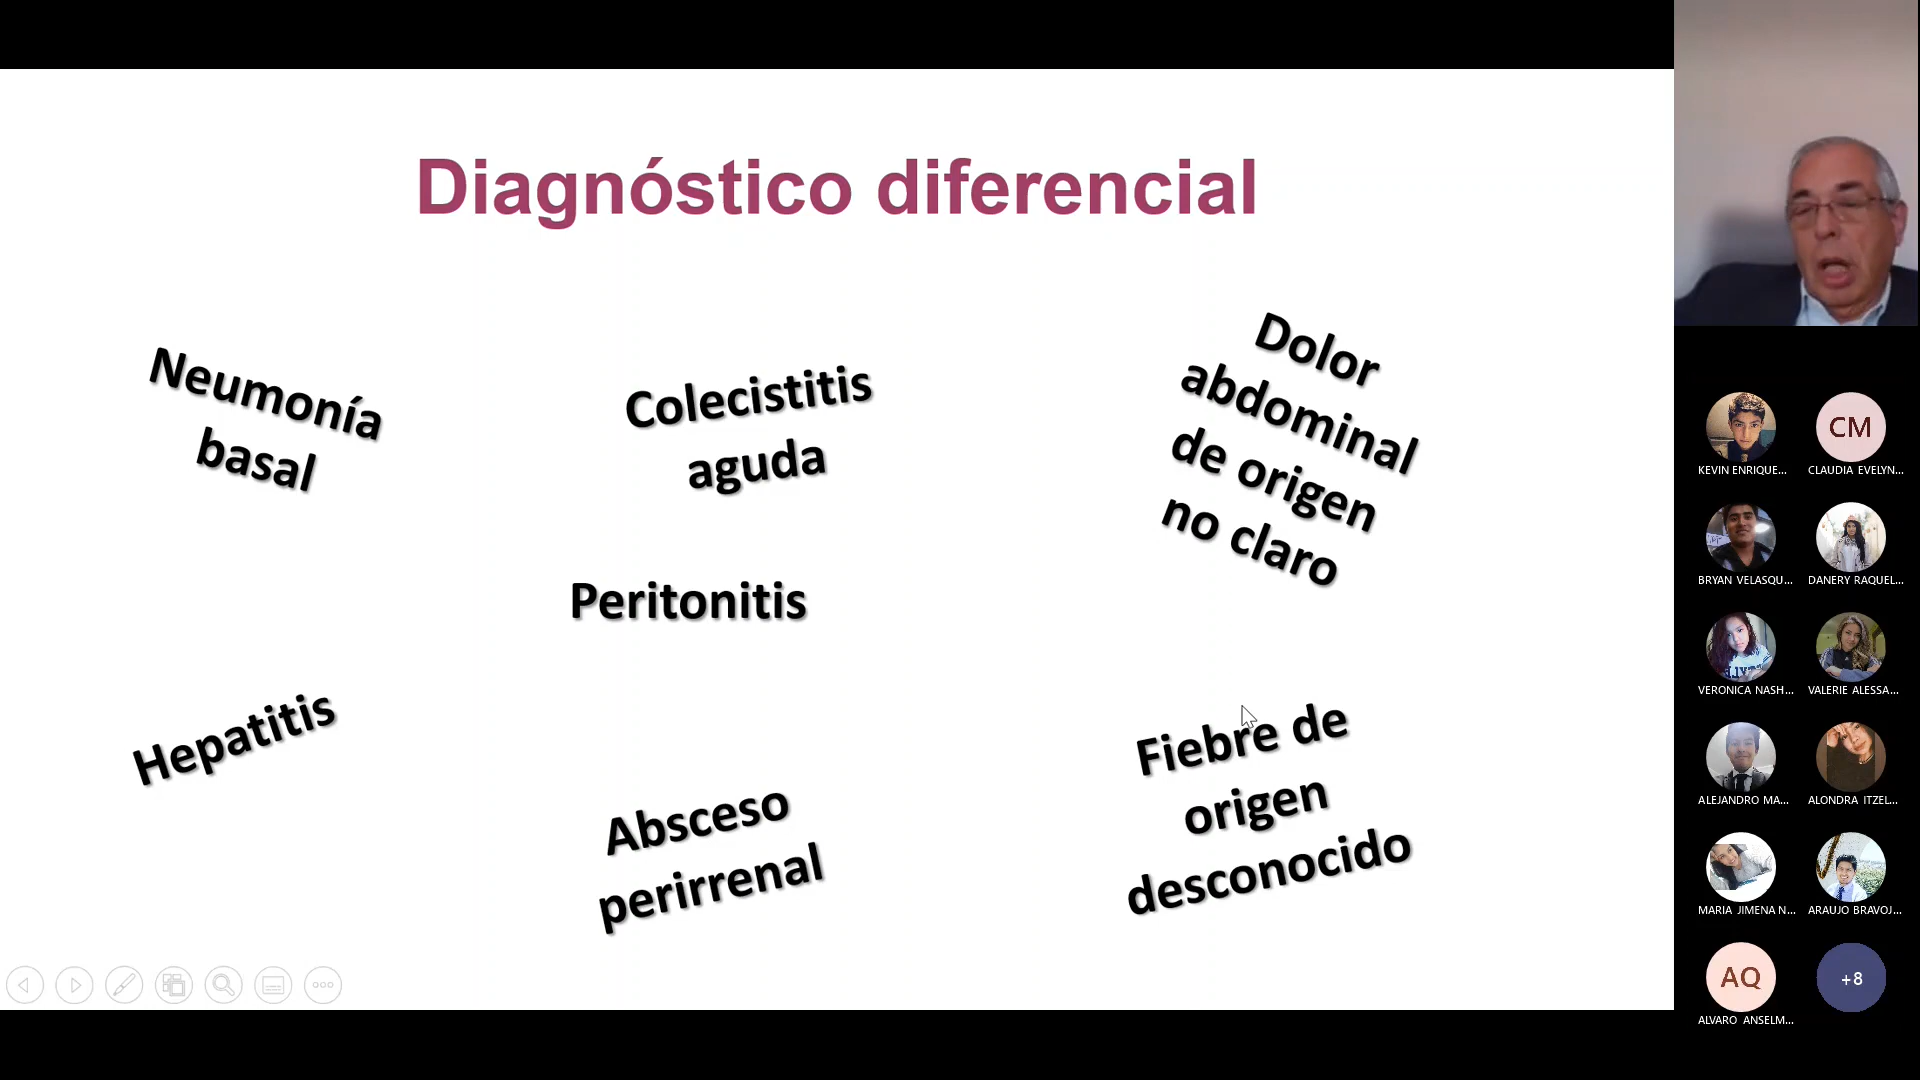 Diagnóstico diferencial
Neumonía
basal
Colecistitis
aguda
Dolor
abdominal
de origen
no claro
Peritonitis
Hepatitis
Absceso
perirrenal
Fiebre de
origen
desconocido
KEVIN ENRIQUE...
CM
CLAUDIA EVELYN...
BRYAN VELASQU...
DANERY RAQUEL...
VERONICA NASH...
VALERIE ALESSA...
ALEJANDRO MA...
ALONDRA ITZEL...
MARIA JIMENA N...
ARAUJO BRAVOJ...
AQ
ALVARO ANSELM...
+8